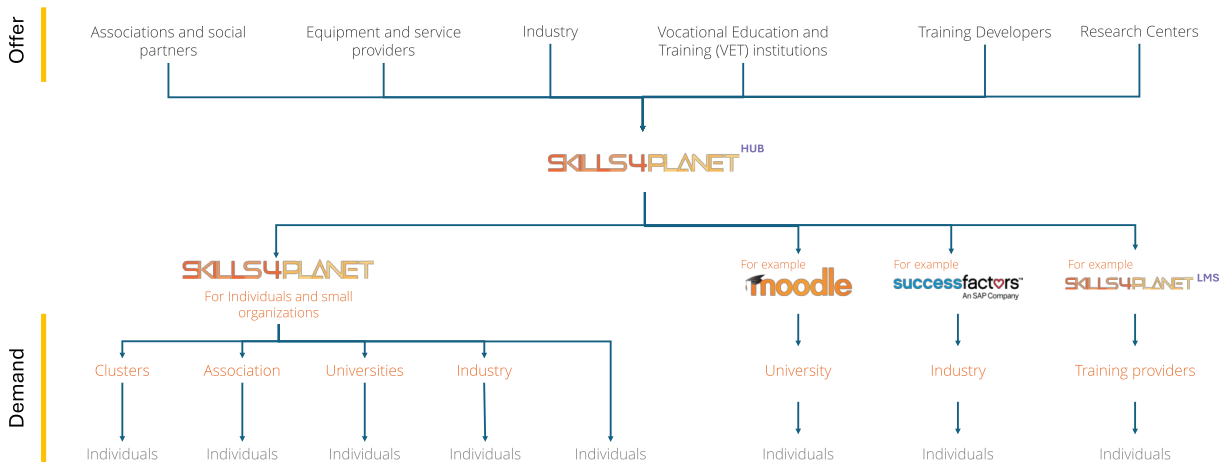 Offer
Associations and social
partners
Equipment and service
providers
Industry
Vocational Education and
Training (VET) institutions
Training Developers
Research Centers
SKILLS4PLANET HUB
SKILLS4PLANET
For Individuals and small
organizations
For example
moodle
For example
successfactors™
An SAP Company
For example
SKILLS4PLANET LMS
Demand
Clusters
Association
Universities
Industry
University
Industry
Training providers
Individuals
Individuals
Individuals
Individuals
Individuals
Individuals
Individuals
Individuals